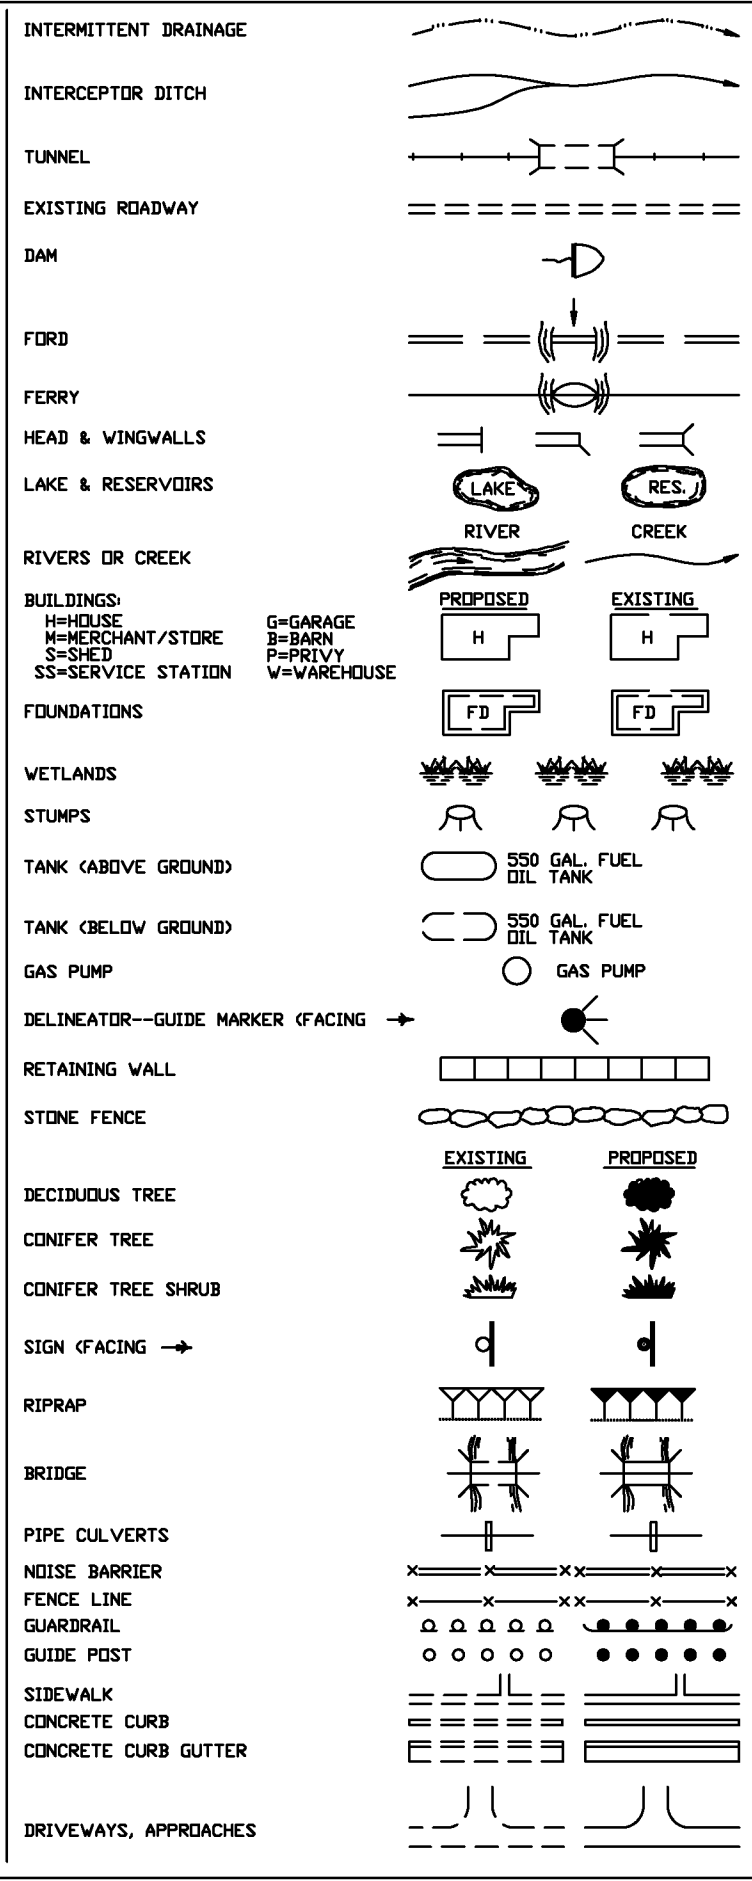 INTERMITTENT DRAINAGE
INTERCEPTOR DITCH
TUNNEL
EXISTING ROADWAY
DAM
FORD
FERRY
HEAD & WINGWALLS
LAKE & RESERVOIRS
LAKE RES.
RIVER CREEK
RIVERS OR CREEK
BUILDINGS: PROPOSED EXISTING
H=HOUSE G=GARAGE
M=MERCHANT/STORE B=BARN H H
S=SHED P=PRIVY
SS=SERVICE STATION W=WAREHOUSE
FOUNDATIONS FD FD
WETLANDS
STUMPS
TANK (ABOVE GROUND) 550 GAL. FUEL
OIL TANK
TANK (BELOW GROUND) 550 GAL. FUEL
OIL TANK
GAS PUMP GAS PUMP
DELINEATOR--GUIDE MARKER (FACING
RETAINING WALL
STONE FENCE
EXISTING PROPOSED
DECIDUOUS TREE
CONIFER TREE
CONIFER TREE SHRUB
SIGN (FACING
RIPRAP
BRIDGE
PIPE CULVERTS
NOISE BARRIER
FENCE LINE
GUARDRAIL
GUIDE POST
SIDEWALK
CONCRETE CURB
CONCRETE CURB GUTTER
DRIVEWAYS, APPROACHES